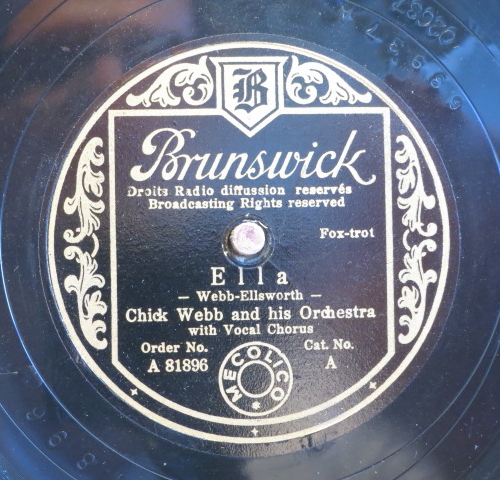 B
Brunswick
Droits Radio diffussion reservés
Broadcasting Rights reserved
Fox-trot
Ella
— Webb-Ellsworth —
Chick Webb and his Orchestra
with Vocal Chorus
Order No. Cat. No.
A 81896 A
MECOLICO